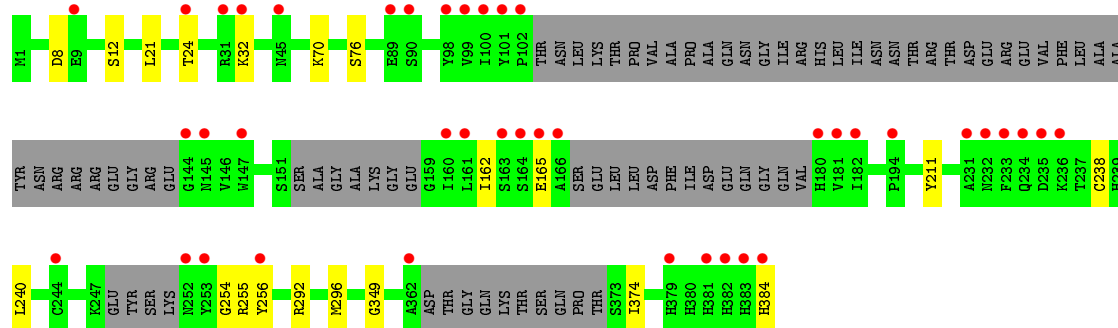 M1 D8 E9 S12 L21 T24 R31 K32 N45 K70 S76 E89 S90 Y98 V99 I100 Y101 P102 THR ASN LEU LYS THR PRO VAL ALA PRO ALA GLN ASN GLY ILE ARG HIS LEU ILE ASN ASN THR ARG THR ASP GLU ARG GLU VAL PHE LEU ALA ALA
TYR ASN ARG ARG ARG GLU GLY ARG GLU G144 N145 V146 W147 S151 SER ALA GLY ALA LYS GLY GLU G159 I160 L161 I162 S163 S164 E165 A166 SER GLU LEU LEU ASP PHE ILE ASP GLU GLN GLY GLN VAL H180 V181 I182 P194 Y211 A231 N232 F233 Q234 D235 K236 T237 C238 H239
L240 C244 K247 GLU TYR SER LYS N252 Y253 G254 R255 Y256 R292 M296 G349 A362 ASP THR GLY GLN LYS THR SER GLN PRO THR S373 I374 H379 H380 H381 H382 H383 H384